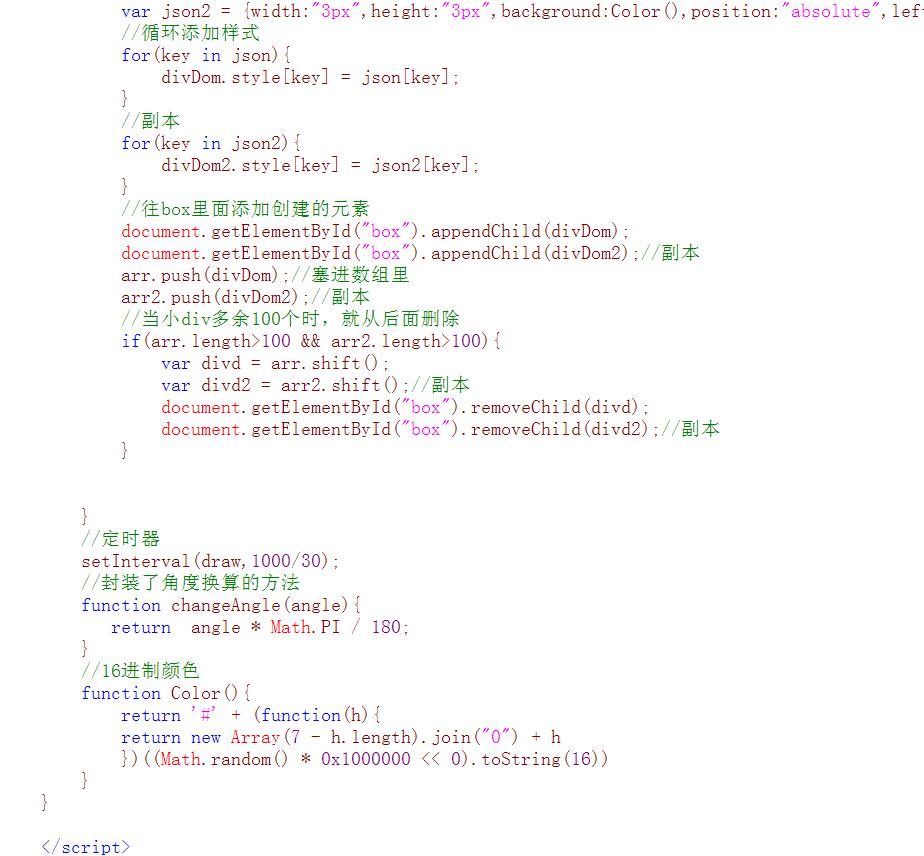 var json2 = {width:"3px",height:"3px",background:Color(),position:"absolute",lef
//循环添加样式
for(key in json){
divDom.style[key] = json[key];
}
//副本
for(key in json2){
divDom2.style[key] = json2[key];
}
//往box里面添加创建的元素
document.getElementById("box").appendChild(divDom);
document.getElementById("box").appendChild(divDom2);//副本
arr.push(divDom);//塞进数组里
arr2.push(divDom2);//副本
//当小div多余100个时，就从后面删除
if(arr.length>100 && arr2.length>100){
var divd = arr.shift();
var divd2 = arr2.shift();//副本
document.getElementById("box").removeChild(divd);
document.getElementById("box").removeChild(divd2);//副本
}
}
//定时器
setInterval(draw,1000/30);
//封装了角度换算的方法
function changeAngle(angle){
return  angle * Math.PI / 180;
}
//16进制颜色
function Color(){
return '#' + (function(h){
return new Array(7 - h.length).join("0") + h
})((Math.random() * 0x1000000 << 0).toString(16))
}
}
</script>